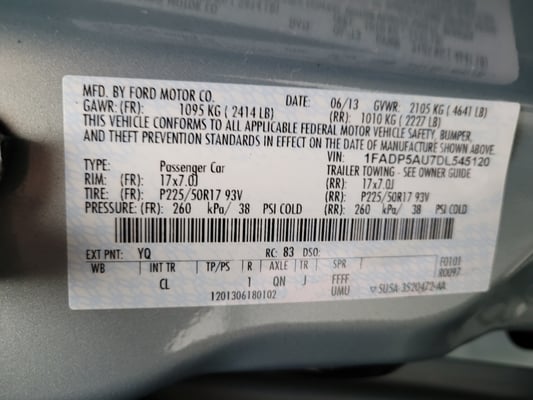 MFD. BY FORD MOTOR CO. DATE: 06/13 GVWR: 2105 KG ( 4641 LB)
GAWR: (FR): 1095 KG ( 2414 LB) (RR): 1010 KG ( 2227 LB)
THIS VEHICLE CONFORMS TO ALL APPLICABLE FEDERAL MOTOR VEHICLE SAFETY, BUMPER,
AND THEFT PREVENTION STANDARDS IN EFFECT ON THE DATE OF MANUFACTURE SHOWN ABOVE.
VIN: 1FADP5AU7DL545120
TYPE: Passenger Car TRAILER TOWING - SEE OWNER GUIDE
RIM: (FR): 17x7.0J (RR): 17x7.0J
TIRE: (FR): P225/50R17 93V (RR): P225/50R17 93V
PRESSURE: (FR): 260 kPa/ 38 PSI COLD (RR): 260 kPa/ 38 PSI COLD
EXT PNT: YQ RC: 83 DSO: F0101
WB INT TR TP/PS R AXLE TR SPR R0097
CL 1 QN J FFFF
UMU
1201306180102 5U5A-3520472-AA